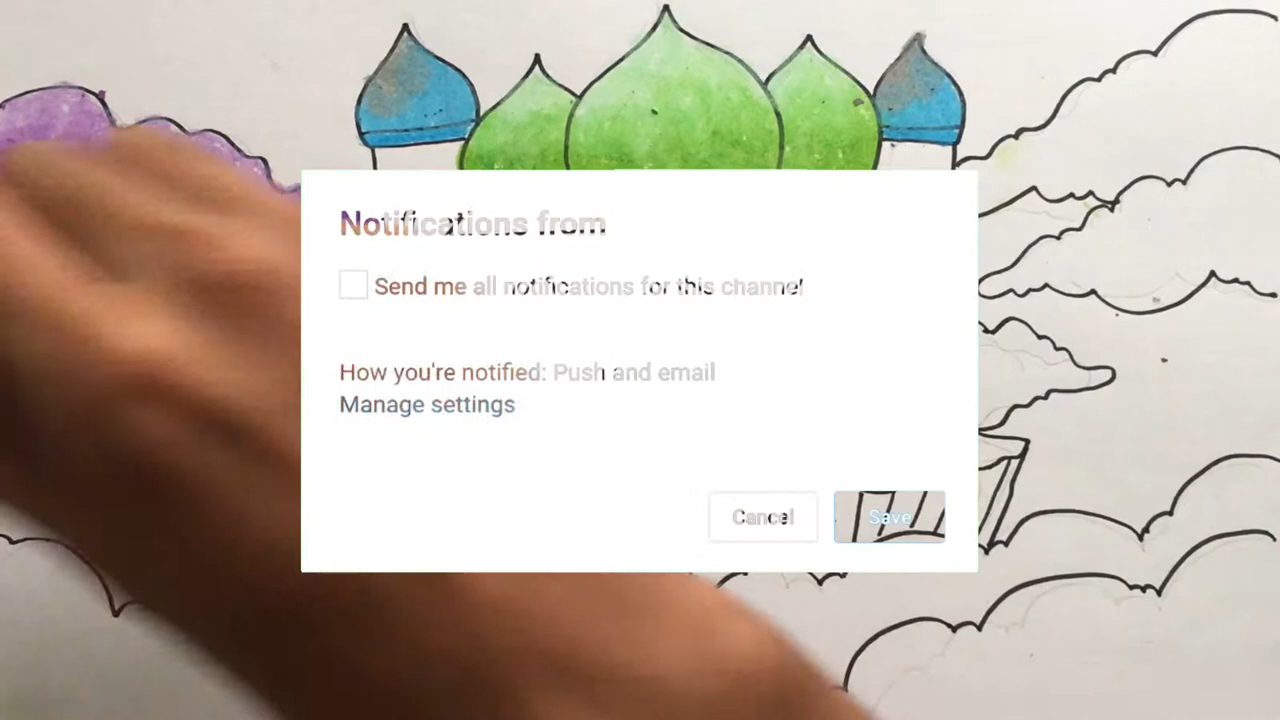 Notifications from
Send me all notifications for this channel
How you're notified: Push and email
Manage settings
Cancel
Save